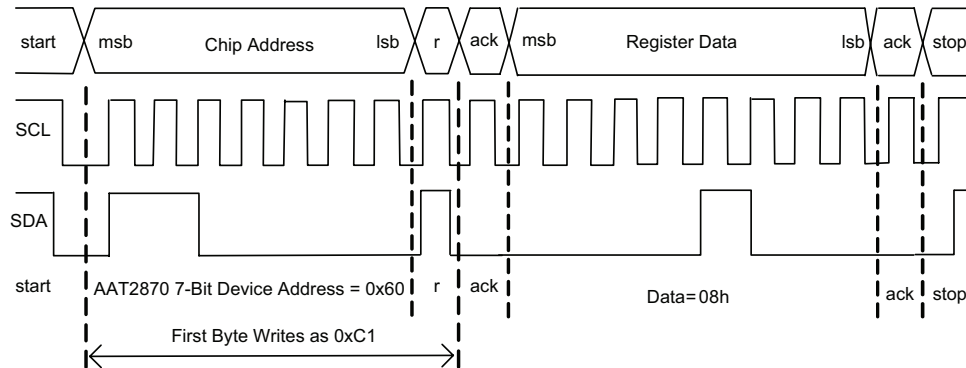 start msb Chip Address lsb r ack msb Register Data lsb ack stop
SCL
SDA
start AAT2870 7-Bit Device Address = 0x60 r ack Data=08h ack stop
First Byte Writes as 0xC1